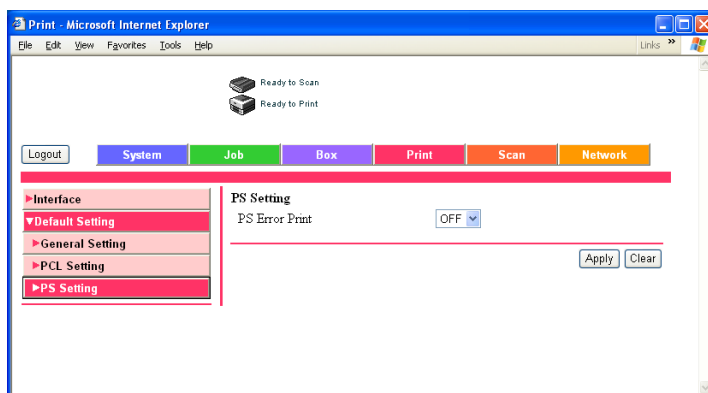 Print - Microsoft Internet Explorer
File Edit View Favorites Tools Help Links »
Ready to Scan
Ready to Print
Logout System Job Box Print Scan Network
Interface
Default Setting
General Setting
PCL Setting
PS Setting
PS Setting
PS Error Print OFF
Apply Clear